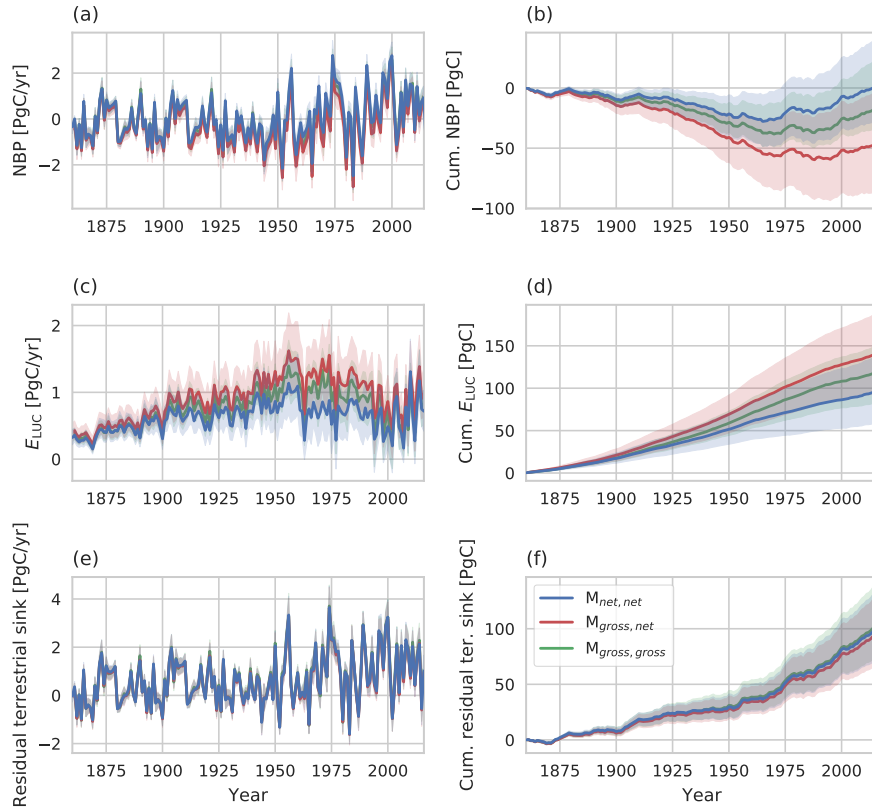 (a)
NBP [PgC/yr]
2
0
−2
1875 1900 1925 1950 1975 2000
(b)
Cum. NBP [PgC]
0
−50
−100
1875 1900 1925 1950 1975 2000
(c)
E_LUC [PgC/yr]
2
1
0
1875 1900 1925 1950 1975 2000
(d)
Cum. E_LUC [PgC]
150
100
50
0
1875 1900 1925 1950 1975 2000
(e)
Residual terrestrial sink [PgC/yr]
4
2
0
−2
1875 1900 1925 1950 1975 2000
Year
(f)
Cum. residual ter. sink [PgC]
100
50
0
M_net,net
M_gross,net
M_gross,gross
1875 1900 1925 1950 1975 2000
Year